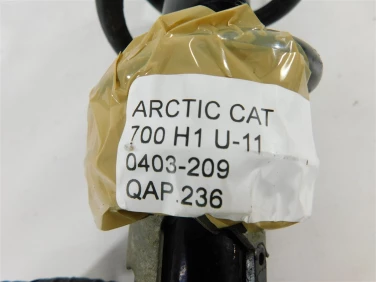 ARCTIC CAT
700 H1 U-11
0403-209
QAP.236